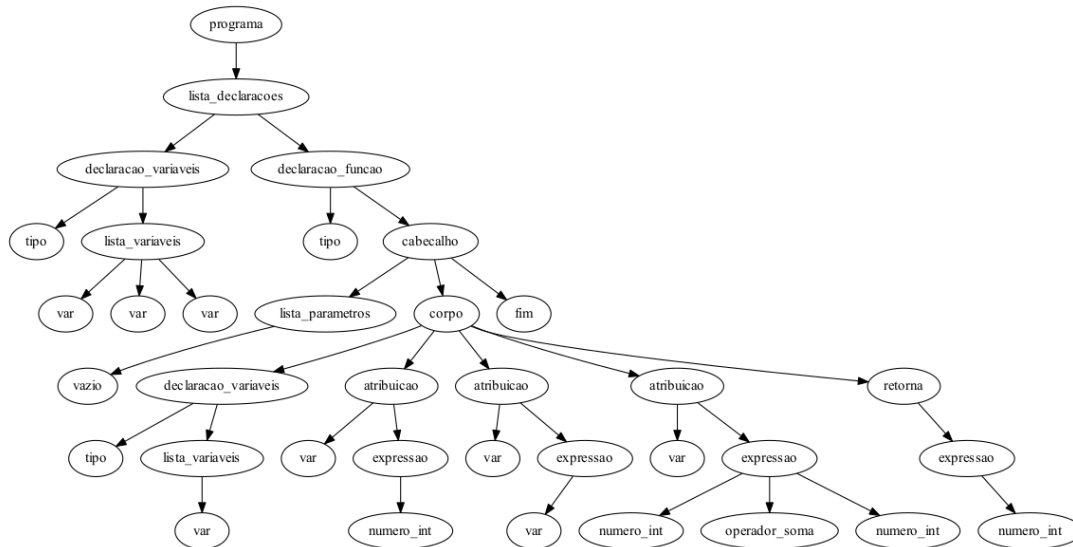 programa
lista_declaracoes
declaracao_variaveis declaracao_funcao
tipo lista_variaveis tipo cabecalho
var var var lista_parametros corpo fim
vazio declaracao_variaveis atribuicao atribuicao atribuicao retorna
tipo lista_variaveis var expressao var expressao var expressao expressao
var numero_int var numero_int operador_soma numero_int numero_int